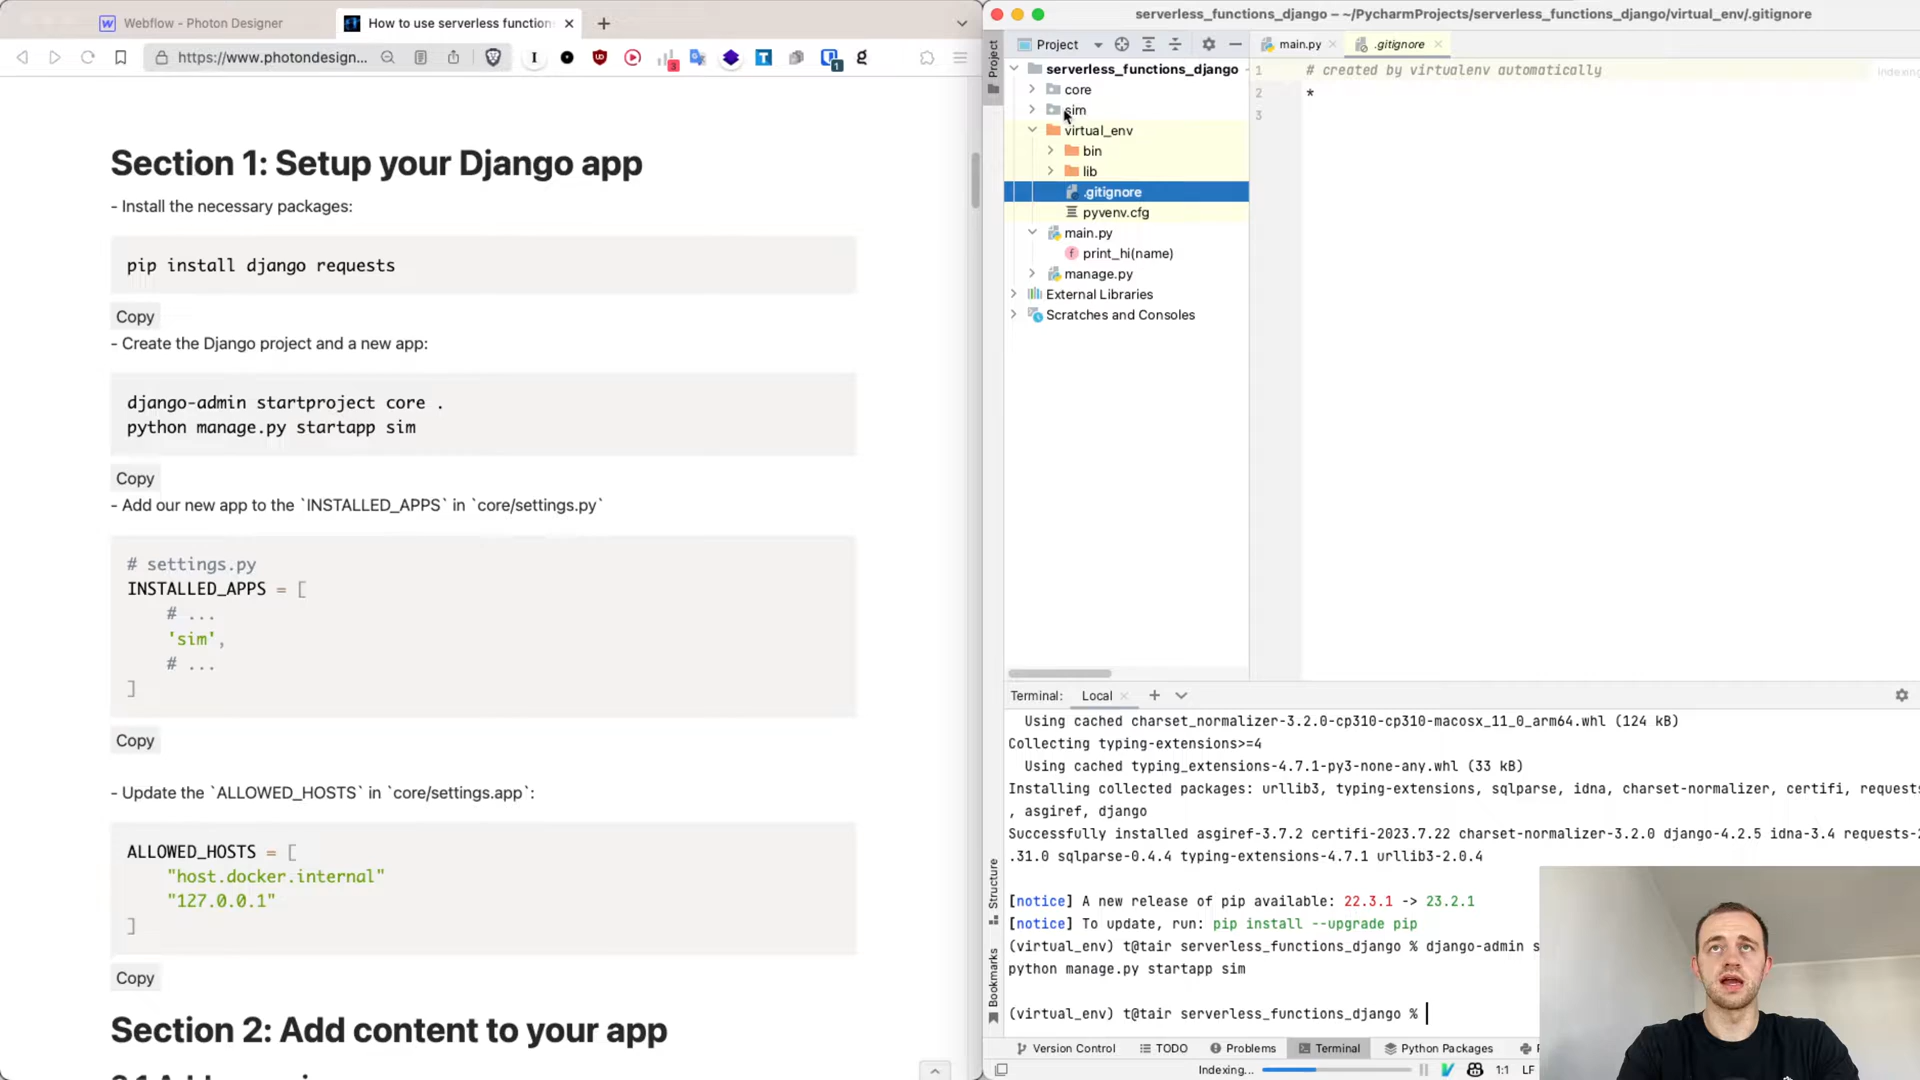 Webflow - Photon Designer
How to use serverless function
https://www.photondesign...
Section 1: Setup your Django app
- Install the necessary packages:
pip install django requests
Copy
- Create the Django project and a new app:
django-admin startproject core .
python manage.py startapp sim
Copy
- Add our new app to the `INSTALLED_APPS` in `core/settings.py`
# settings.py
INSTALLED_APPS = [
# ...
'sim',
# ...
]
Copy
- Update the `ALLOWED_HOSTS` in `core/settings.app`:
ALLOWED_HOSTS = [
"host.docker.internal"
"127.0.0.1"
]
Copy
Section 2: Add content to your app
serverless_functions_django – ~/PycharmProjects/serverless_functions_django/virtual_env/.gitignore
Project
Project
main.py
.gitignore
serverless_functions_django
core
sim
virtual_env
bin
lib
.gitignore
pyvenv.cfg
main.py
print_hi(name)
manage.py
External Libraries
Scratches and Consoles
1 # created by virtualenv automatically
2 *
3
Indexing
Terminal: Local
Using cached charset_normalizer-3.2.0-cp310-cp310-macosx_11_0_arm64.whl (124 kB)
Collecting typing-extensions>=4
Using cached typing_extensions-4.7.1-py3-none-any.whl (33 kB)
Installing collected packages: urllib3, typing-extensions, sqlparse, idna, charset-normalizer, certifi, requests
, asgiref, django
Successfully installed asgiref-3.7.2 certifi-2023.7.22 charset-normalizer-3.2.0 django-4.2.5 idna-3.4 requests-2
.31.0 sqlparse-0.4.4 typing-extensions-4.7.1 urllib3-2.0.4
[notice] A new release of pip available: 22.3.1 -> 23.2.1
[notice] To update, run: pip install --upgrade pip
(virtual_env) t@tair serverless_functions_django % django-admin s
python manage.py startapp sim
(virtual_env) t@tair serverless_functions_django %
Structure
Bookmarks
Version Control
TODO
Problems
Terminal
Python Packages
Indexing...
1:1
LF